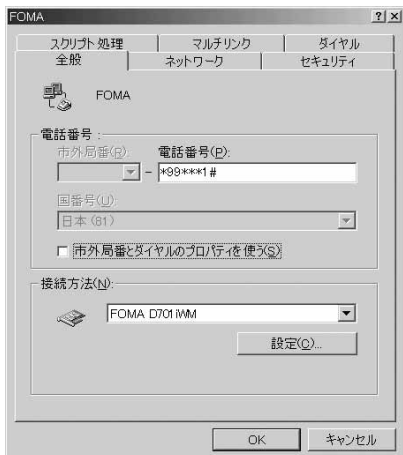 FOMA
スクリプト処理 マルチリンク ダイヤル
全般 ネットワーク セキュリティ
FOMA
電話番号:
市外局番(R): 電話番号(P):
- *99***1#
国番号(U):
日本 (81)
市外局番とダイヤルのプロパティを使う(S)
接続方法(N):
FOMA D701iWM
設定(C)...
OK キャンセル